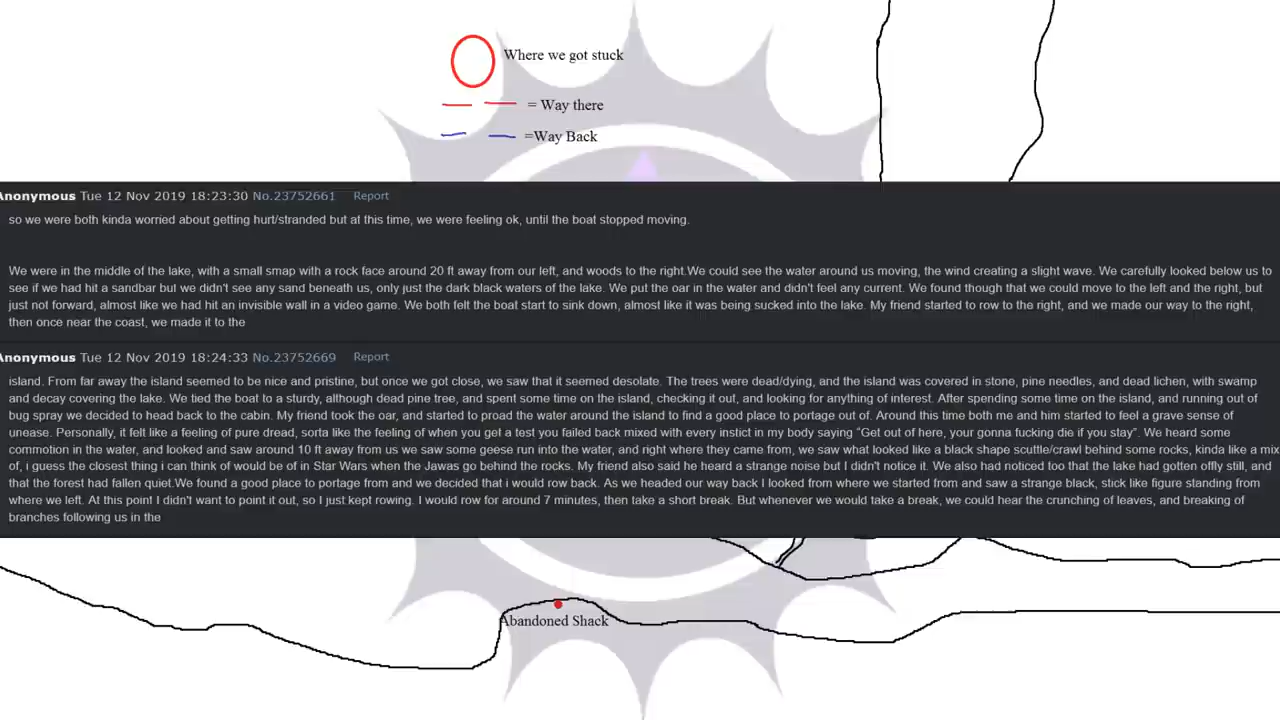 Where we got stuck
= Way there
=Way Back
Anonymous Tue 12 Nov 2019 18:23:30 No.23752661 Report
so we were both kinda worried about getting hurt/stranded but at this time, we were feeling ok, until the boat stopped moving.
We were in the middle of the lake, with a small smap with a rock face around 20 ft away from our left, and woods to the right.We could see the water around us moving, the wind creating a slight wave. We carefully looked below us to
see if we had hit a sandbar but we didn't see any sand beneath us, only just the dark black waters of the lake. We put the oar in the water and didn't feel any current. We found though that we could move to the left and the right, but
just not forward, almost like we had hit an invisible wall in a video game. We both felt the boat start to sink down, almost like it was being sucked into the lake. My friend started to row to the right, and we made our way to the right,
then once near the coast, we made it to the
Anonymous Tue 12 Nov 2019 18:24:33 No.23752669 Report
island. From far away the island seemed to be nice and pristine, but once we got close, we saw that it seemed desolate. The trees were dead/dying, and the island was covered in stone, pine needles, and dead lichen, with swamp
and decay covering the lake. We tied the boat to a sturdy, although dead pine tree, and spent some time on the island, checking it out, and looking for anything of interest. After spending some time on the island, and running out of
bug spray we decided to head back to the cabin. My friend took the oar, and started to proad the water around the island to find a good place to portage out of. Around this time both me and him started to feel a grave sense of
unease. Personally, it felt like a feeling of pure dread, sorta like the feeling of when you get a test you failed back mixed with every instict in my body saying “Get out of here, your gonna fucking die if you stay”. We heard some
commotion in the water, and looked and saw around 10 ft away from us we saw some geese run into the water, and right where they came from, we saw what looked like a black shape scuttle/crawl behind some rocks, kinda like a mix
of, i guess the closest thing i can think of would be of in Star Wars when the Jawas go behind the rocks. My friend also said he heard a strange noise but I didn't notice it. We also had noticed too that the lake had gotten offly still, and
that the forest had fallen quiet.We found a good place to portage from and we decided that i would row back. As we headed our way back I looked from where we started from and saw a strange black, stick like figure standing from
where we left. At this point I didn't want to point it out, so I just kept rowing. I would row for around 7 minutes, then take a short break. But whenever we would take a break, we could hear the crunching of leaves, and breaking of
branches following us in the
Abandoned Shack